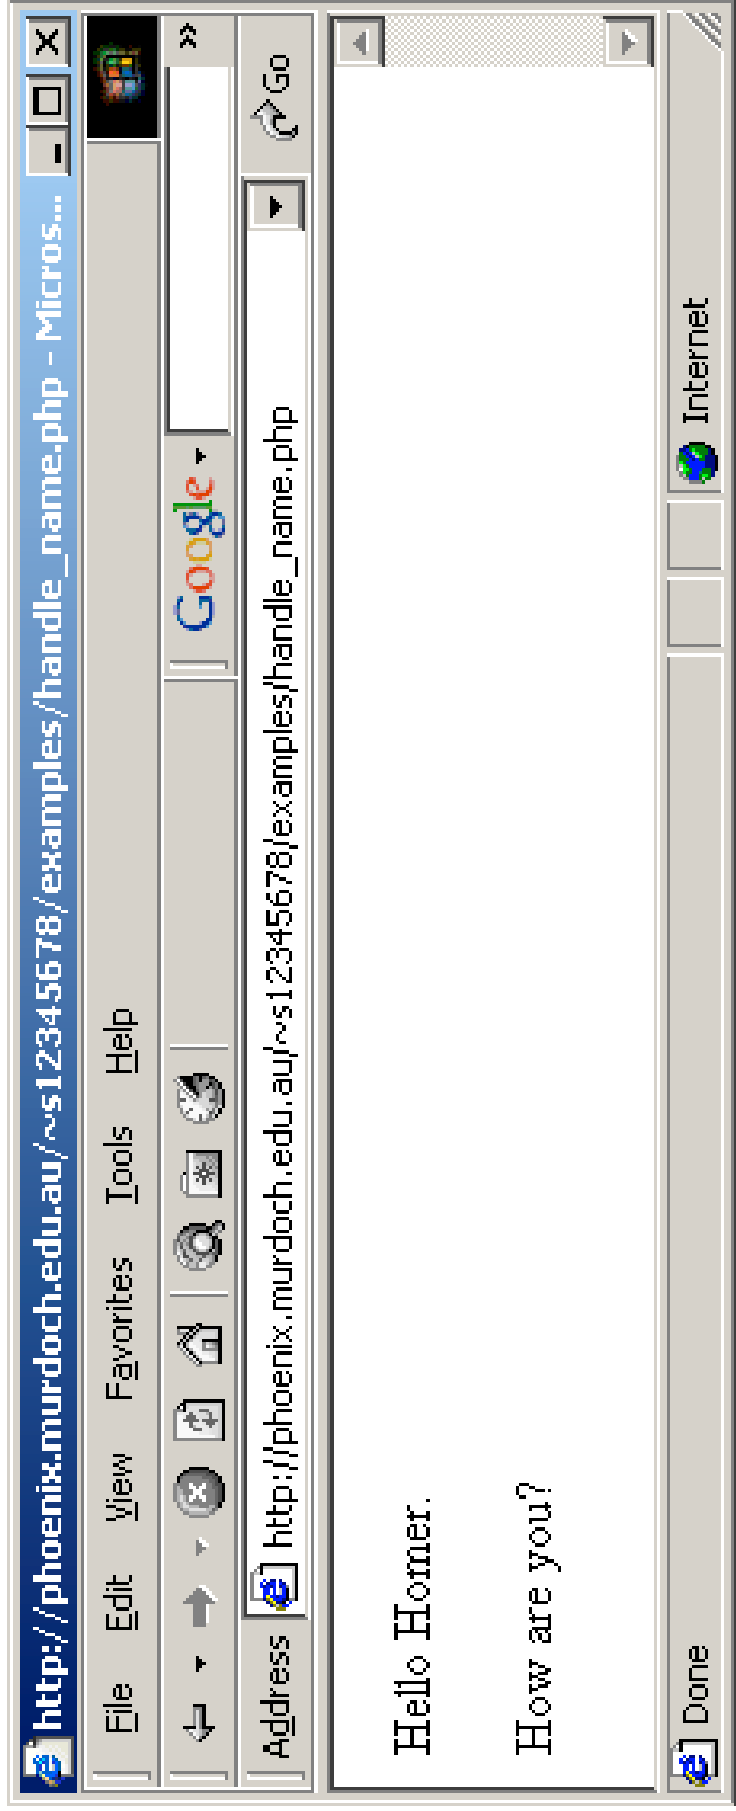 http://phoenix.murdoch.edu.au/~s12345678/examples/handle_name.php - Micros...
File Edit View Favorites Tools Help
Google
Address http://phoenix.murdoch.edu.au/~s12345678/examples/handle_name.php Go
Hello Homer.
How are you?
Done Internet